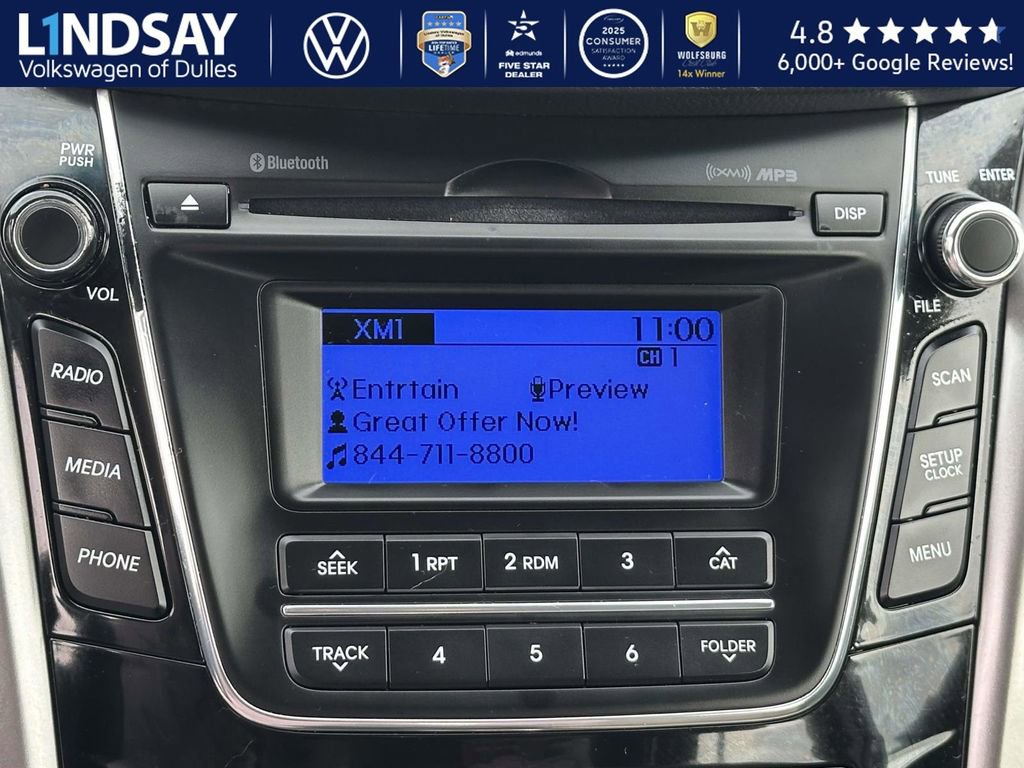 L1NDSAY
Volkswagen of Dulles
LIFETIME
edmunds
FIVE STAR
DEALER
2025
CONSUMER
SATISFACTION
AWARD
WOLFSBURG
14x Winner
4.8
6,000+ Google Reviews!
PWR
PUSH
Bluetooth
((XM)) MP3
DISP
TUNE ENTER
VOL
FILE
XM1 11:00
CH 1
Entrtain Preview
Great Offer Now!
844-711-8800
RADIO
MEDIA
PHONE
SCAN
SETUP
CLOCK
MENU
SEEK 1 RPT 2 RDM 3 CAT
TRACK 4 5 6 FOLDER